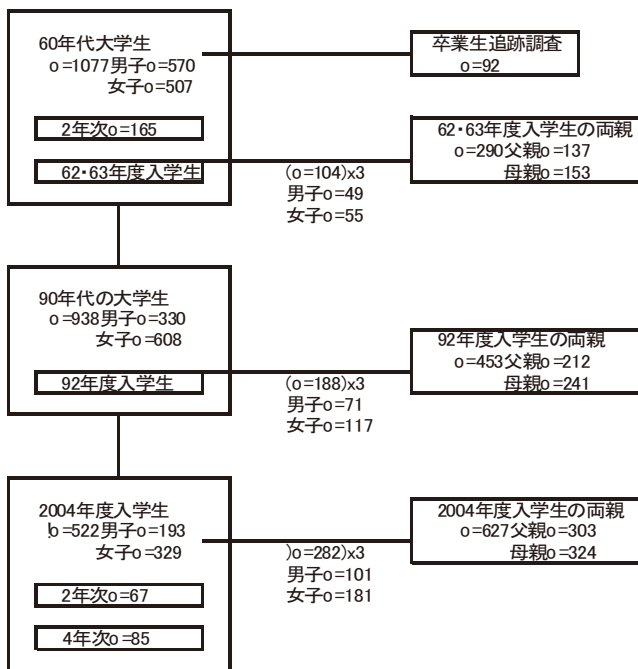 60年代大学生
o=1077男子o=570
女子o=507
2年次o=165
62・63年度入学生
卒業生追跡調査
o=92
(o=104)x3
男子o=49
女子o=55
62・63年度入学生の両親
o=290父親o=137
母親o=153
90年代の大学生
o=938男子o=330
女子o=608
92年度入学生
(o=188)x3
男子o=71
女子o=117
92年度入学生の両親
o=453父親o=212
母親o=241
2004年度入学生
o=522男子o=193
女子o=329
2年次o=67
4年次o=85
)o=282)x3
男子o=101
女子o=181
2004年度入学生の両親
o=627父親o=303
母親o=324